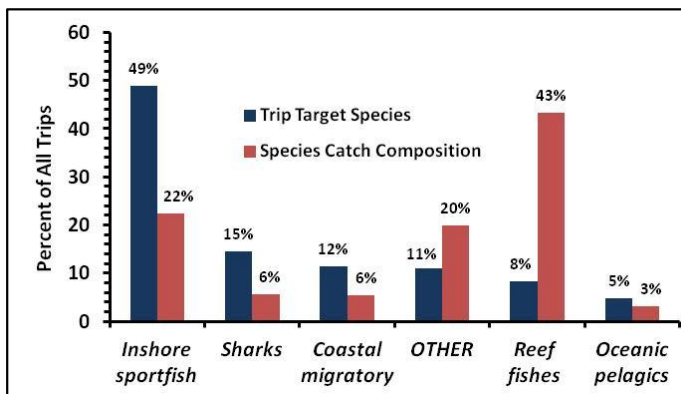 Percent of All Trips
60
50
40
30
20
10
0
49%
22%
15%
6%
12%
6%
11%
20%
8%
43%
5%
3%
Trip Target Species
Species Catch Composition
Inshore
sportfish
Sharks
Coastal
migratory
OTHER
Reef
fishes
Oceanic
pelagics